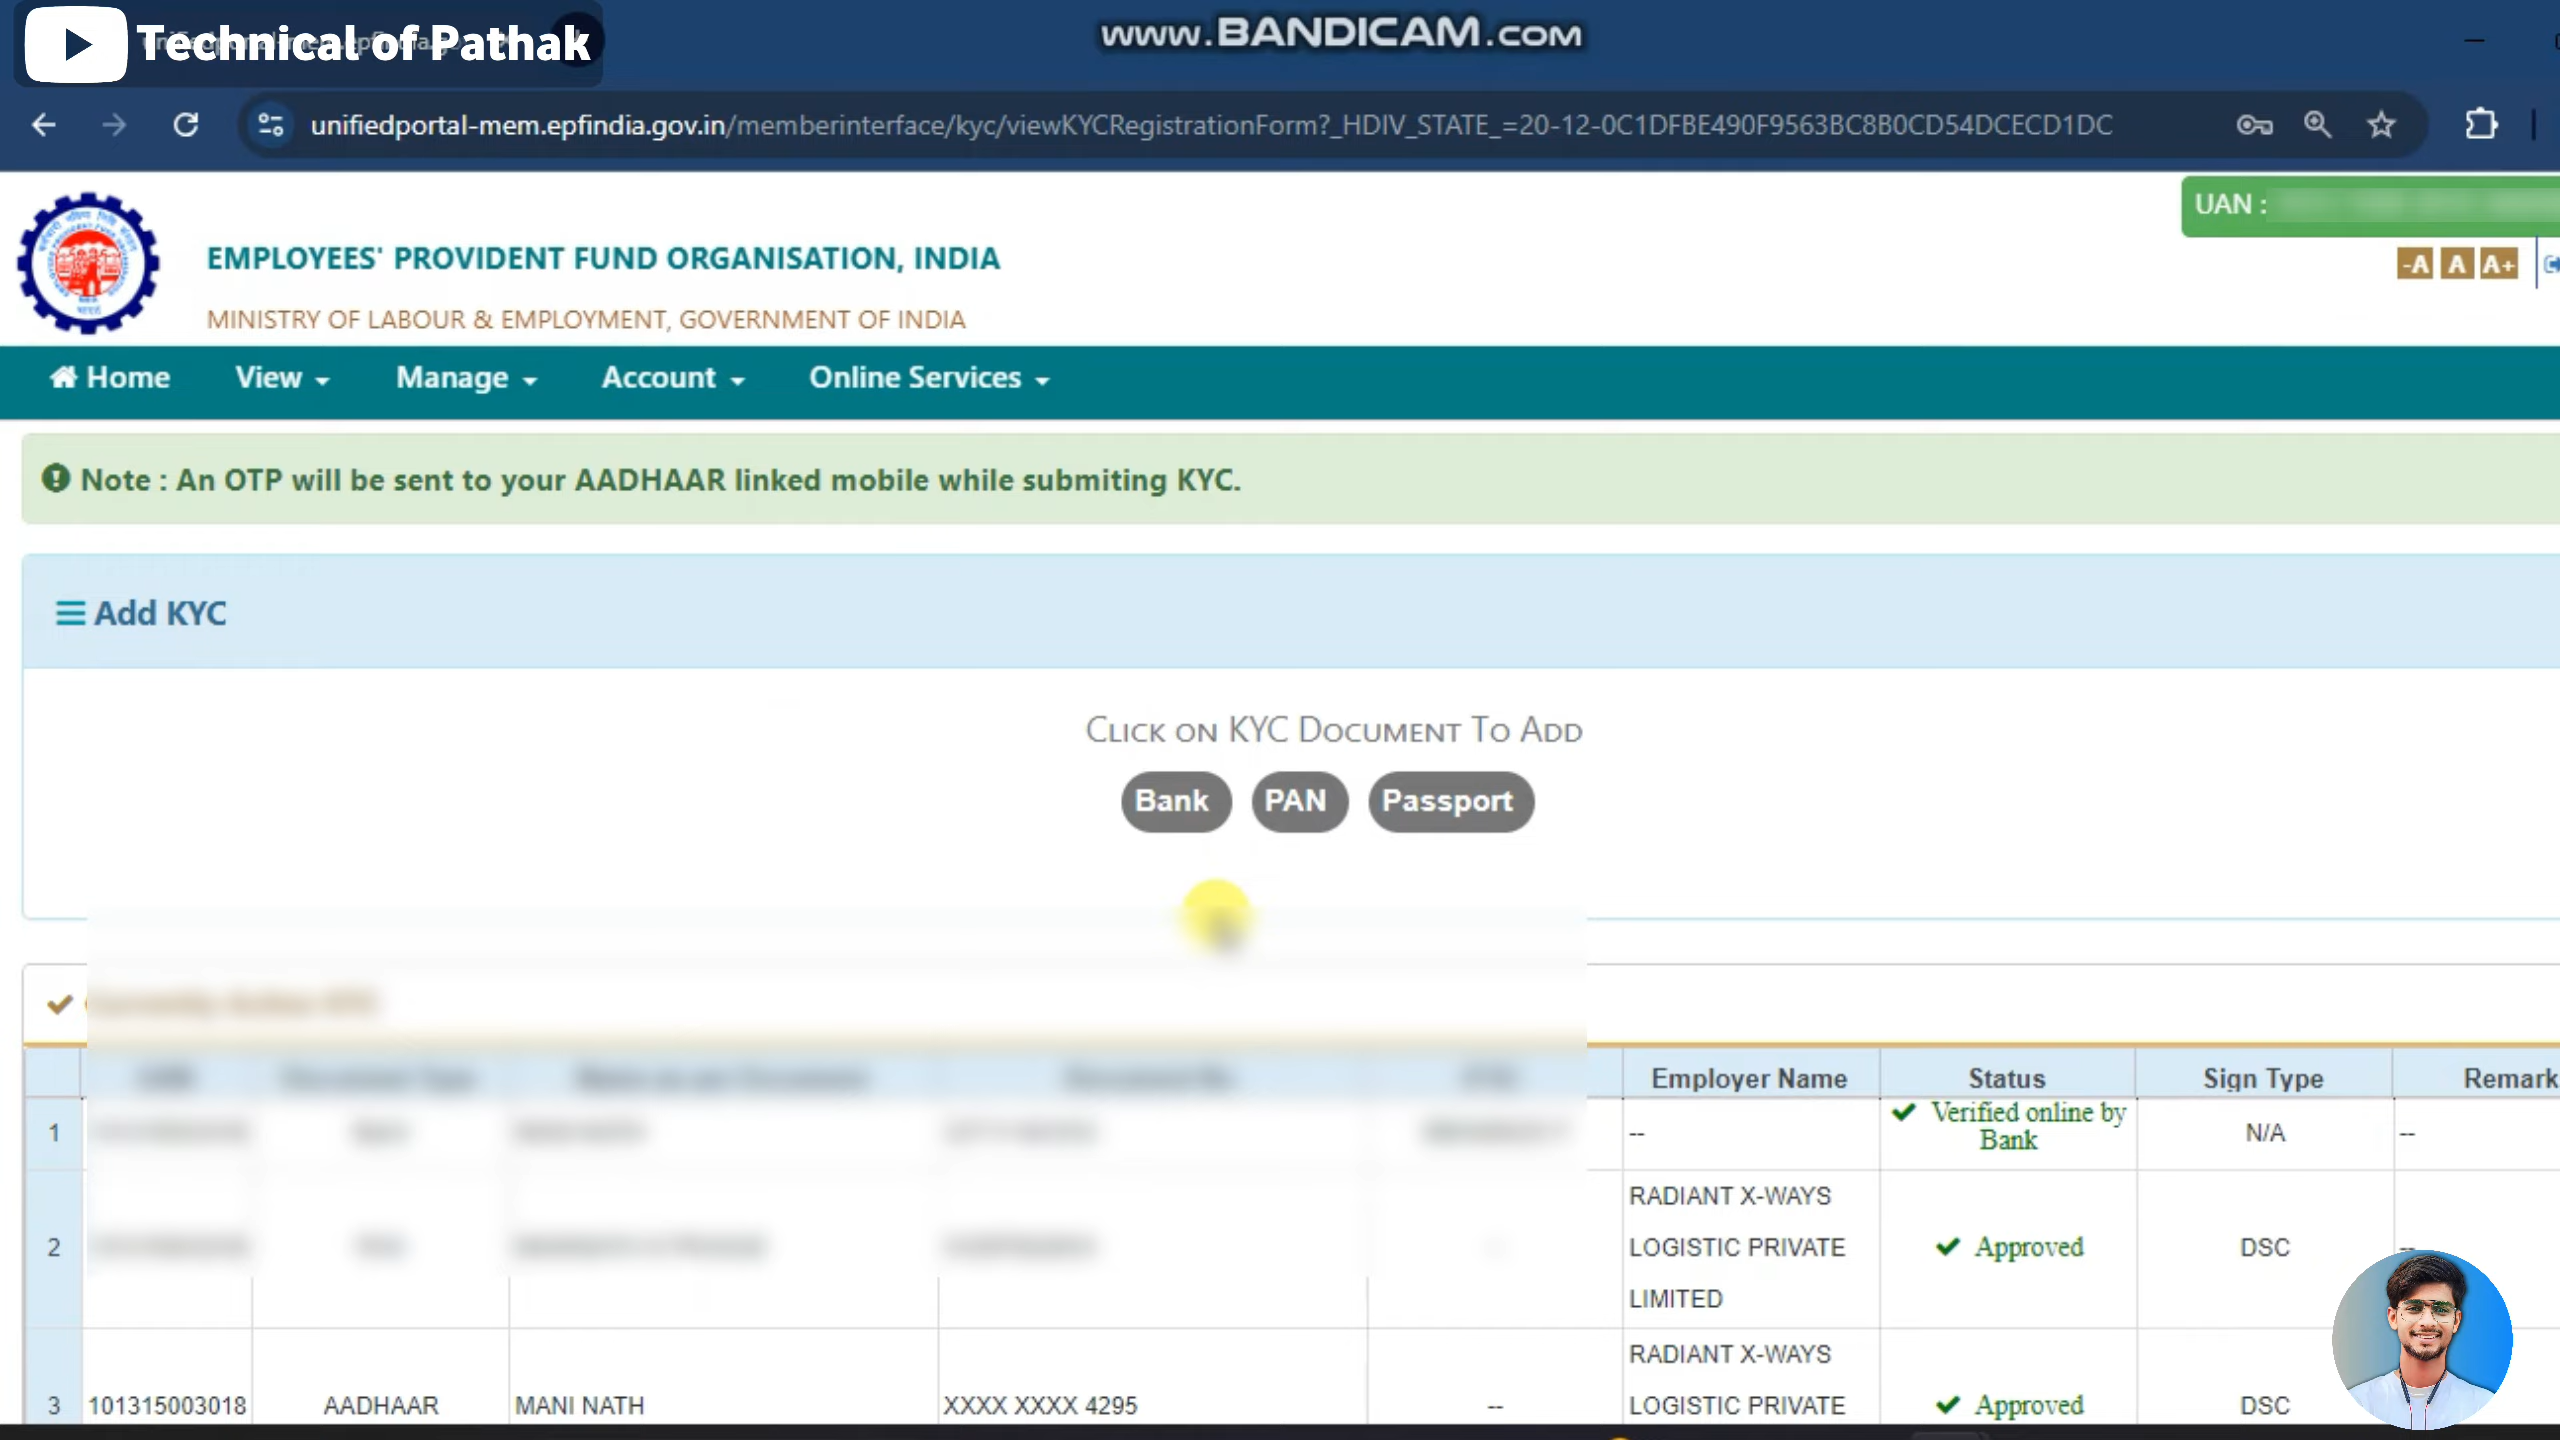 Technical of Pathak
www.BANDICAM.com
unifiedportal-mem.epfindia.gov.in/memberinterface/kyc/viewKYCRegistrationForm?_HDIV_STATE_=20-12-0C1DFBE490F9563BC8B0CD54DCECD1DC
UAN :
EMPLOYEES' PROVIDENT FUND ORGANISATION, INDIA
-A A A+
MINISTRY OF LABOUR & EMPLOYMENT, GOVERNMENT OF INDIA
Home View Manage Account Online Services
Note : An OTP will be sent to your AADHAAR linked mobile while submiting KYC.
Add KYC
CLICK ON KYC DOCUMENT TO ADD
Bank PAN Passport
Employer Name Status Sign Type Remark
1 -- Verified online by N/A --
Bank
RADIANT X-WAYS
2 LOGISTIC PRIVATE Approved DSC --
LIMITED
RADIANT X-WAYS
3 101315003018 AADHAAR MANI NATH XXXX XXXX 4295 -- LOGISTIC PRIVATE Approved DSC